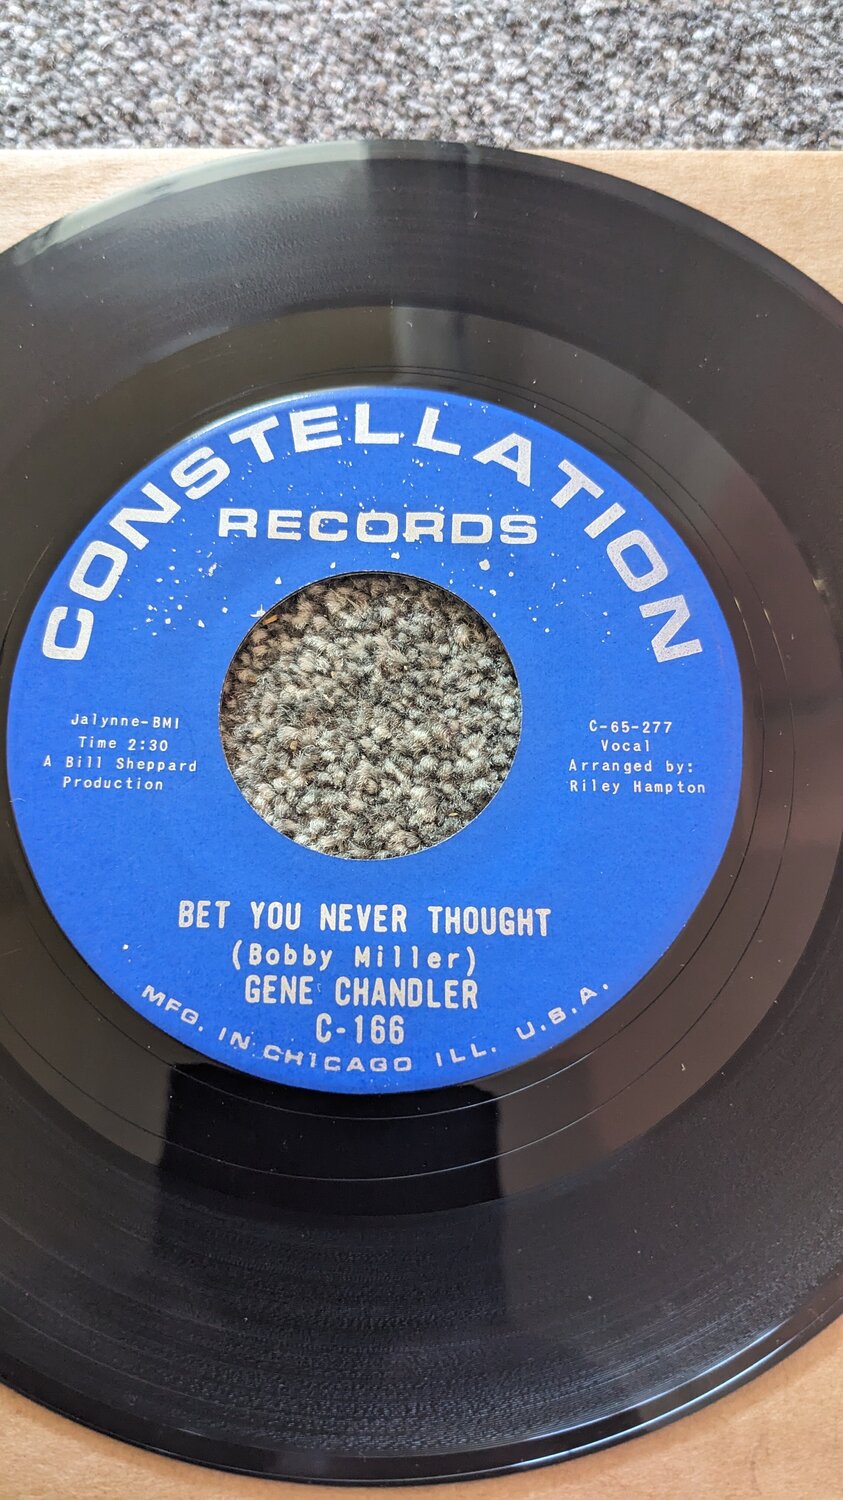 CONSTELLATION
RECORDS
Jalynne-BMI
Time 2:30
A Bill Sheppard
Production
C-65-277
Vocal
Arranged by:
Riley Hampton
BET YOU NEVER THOUGHT
(Bobby Miller)
GENE CHANDLER
C-166
MFG. IN CHICAGO ILL. U.S.A.